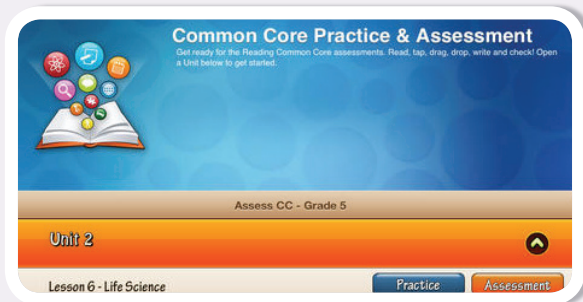 Common Core Practice & Assessment
Get ready for the Reading Common Core assessments. Read, tap, drag, drop, write and check! Open
a Unit below to get started.
Assess CC - Grade 5
Unit 2
Lesson 6 - Life Science
Practice
Assessment